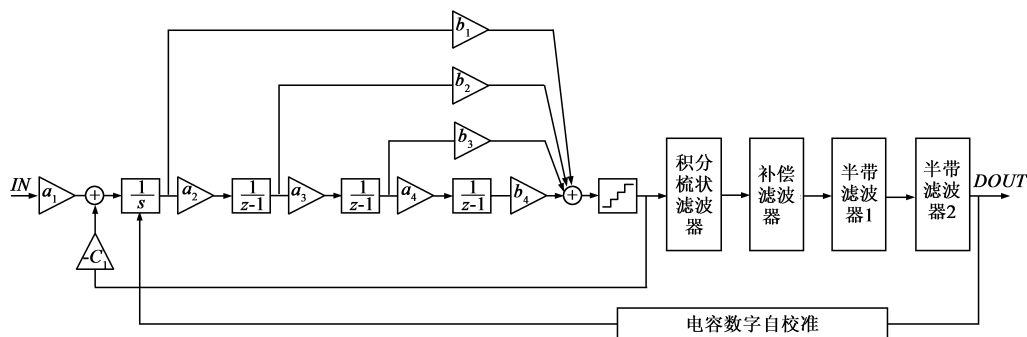 b1
b2
b3
IN
a1
1/s
a2
1/z-1
a3
1/z-1
a4
1/z-1
b4
-C1
积分
梳状
滤波
器
补偿
滤波
器
半带
滤波
器1
半带
滤波
器2
DOUT
电容数字自校准